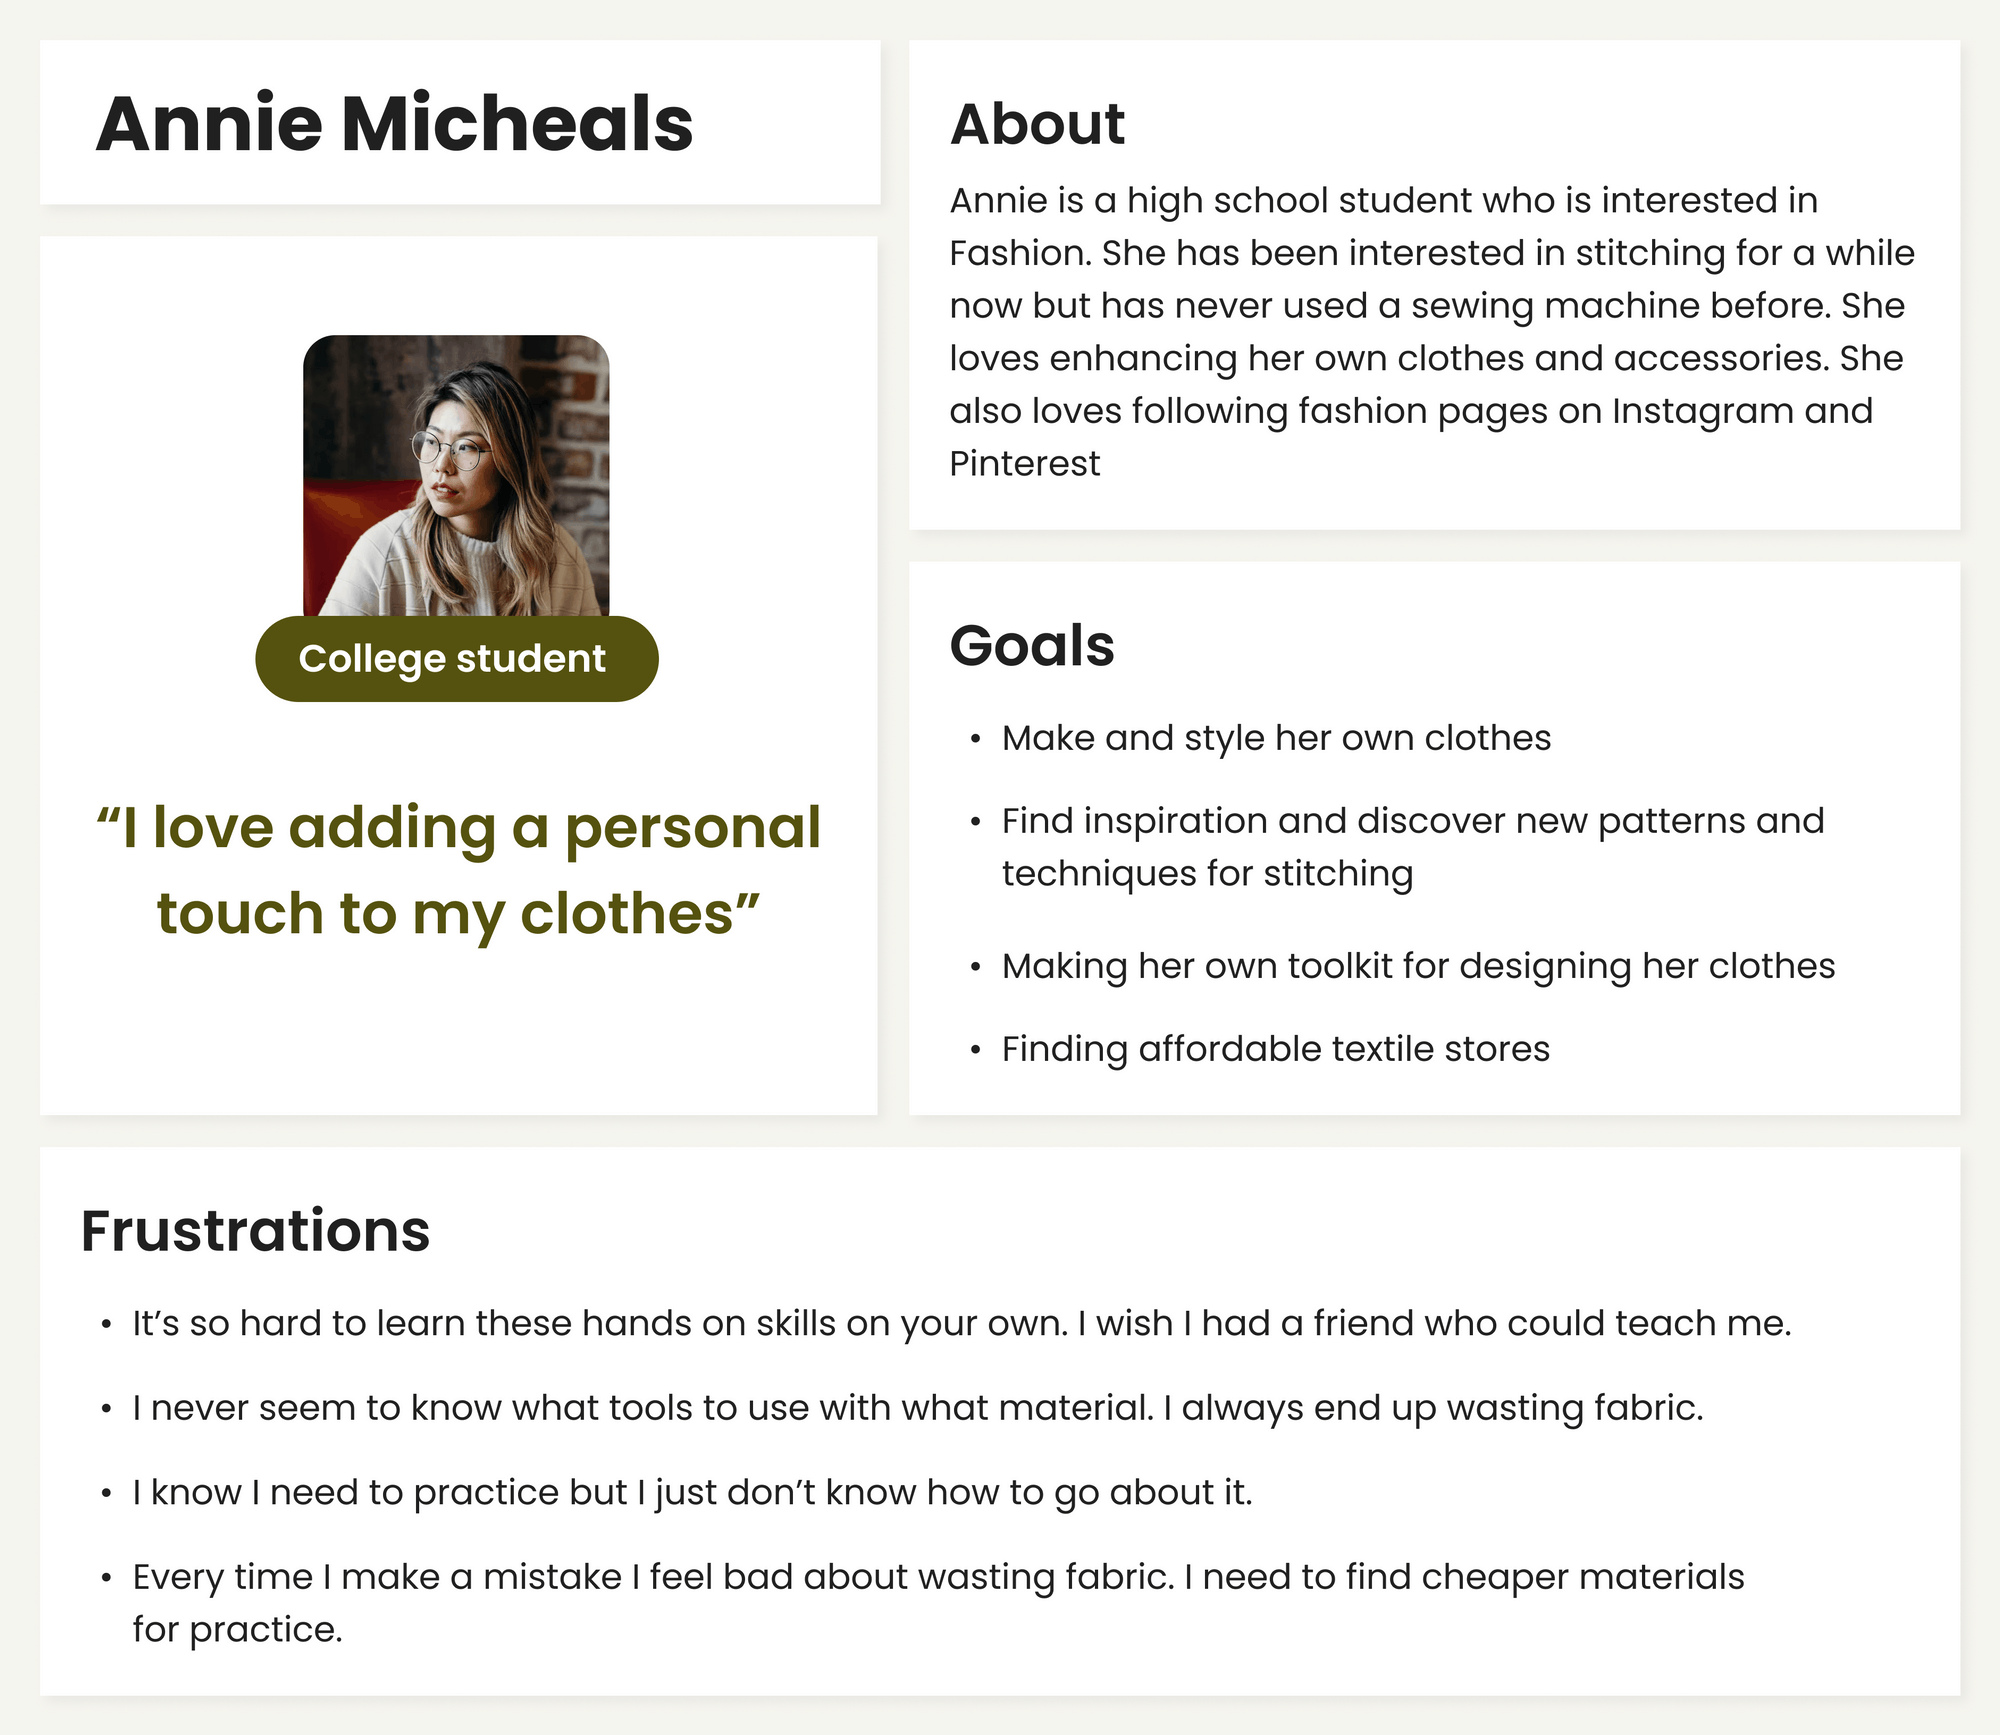 Annie Micheals
College student
“I love adding a personal
touch to my clothes”
About
Annie is a high school student who is interested in
Fashion. She has been interested in stitching for a while
now but has never used a sewing machine before. She
loves enhancing her own clothes and accessories. She
also loves following fashion pages on Instagram and
Pinterest
Goals
• Make and style her own clothes
• Find inspiration and discover new patterns and
techniques for stitching
• Making her own toolkit for designing her clothes
• Finding affordable textile stores
Frustrations
• It’s so hard to learn these hands on skills on your own. I wish I had a friend who could teach me.
• I never seem to know what tools to use with what material. I always end up wasting fabric.
• I know I need to practice but I just don’t know how to go about it.
• Every time I make a mistake I feel bad about wasting fabric. I need to find cheaper materials
for practice.